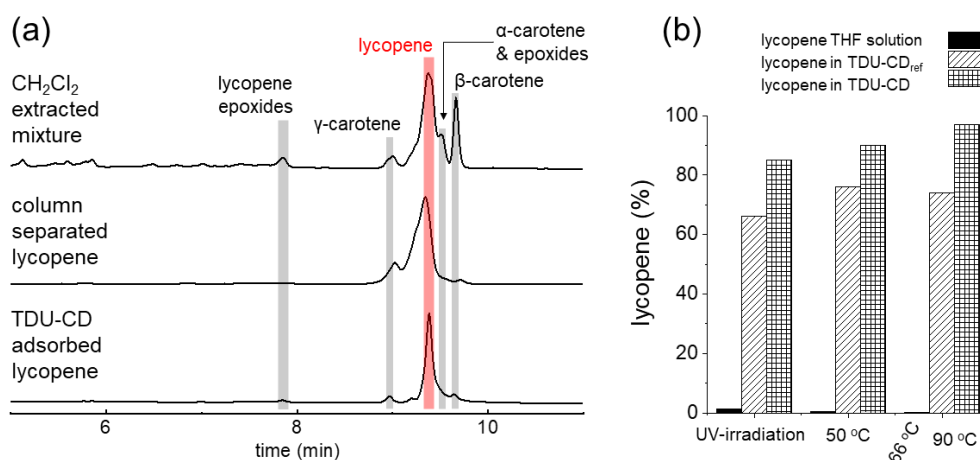 (a)
lycopene
α-carotene
& epoxides
β-carotene
lycopene
epoxides
γ-carotene
CH₂Cl₂
extracted
mixture
column
separated
lycopene
TDU-CD
adsorbed
lycopene
6
8
10
time (min)
(b)
lycopene THF solution
lycopene in TDU-CDref
lycopene in TDU-CD
lycopene (%)
100
80
60
40
20
0
UV-irradiation
50 °C
66 °C
90 °C